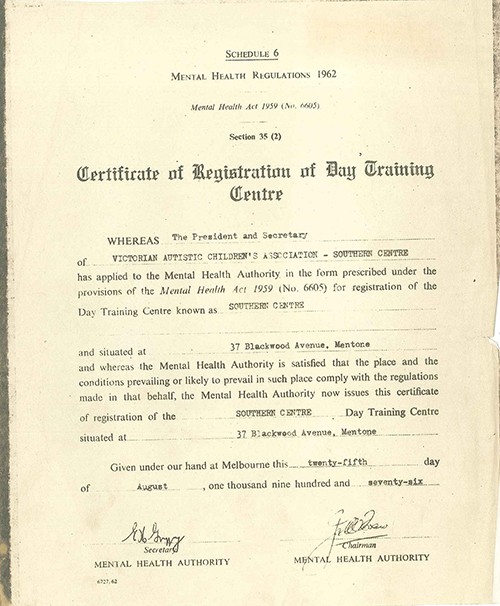 SCHEDULE 6
MENTAL HEALTH REGULATIONS 1962
Mental Health Act 1959 (No. 6605)
Section 35 (2)
Certificate of Registration of Day Training
Centre
WHEREAS The President and Secretary
of VICTORIAN AUTISTIC CHILDREN'S ASSOCIATION - SOUTHERN CENTRE
has applied to the Mental Health Authority in the form prescribed under the
provisions of the Mental Health Act 1959 (No. 6605) for registration of the
Day Training Centre known as SOUTHERN CENTRE
and situated at 37 Blackwood Avenue, Mentone
and whereas the Mental Health Authority is satisfied that the place and the
conditions prevailing or likely to prevail in such place comply with the regulations
made in that behalf, the Mental Health Authority now issues this certificate
of registration of the SOUTHERN CENTRE Day Training Centre
situated at 37 Blackwood Avenue, Mentone
Given under our hand at Melbourne this twenty-fifth day
of August, one thousand nine hundred and seventy-six
Secretary Chairman
MENTAL HEALTH AUTHORITY MENTAL HEALTH AUTHORITY
6727/62